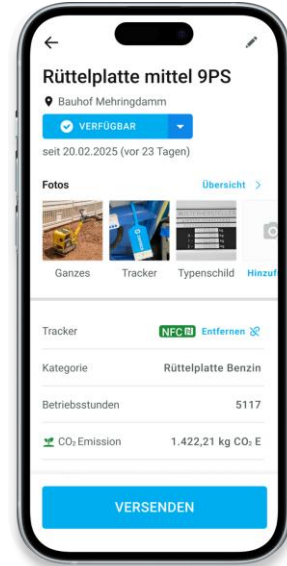 Rüttelplatte mittel 9PS
Bauhof Mehringdamm
VERFÜGBAR
seit 20.02.2025 (vor 23 Tagen)
Fotos Übersicht >
Ganzes Tracker Typenschild Hinzuf
Tracker NFC Entfernen
Kategorie Rüttelplatte Benzin
Betriebsstunden 5117
CO₂ Emission 1.422,21 kg CO₂ E
VERSENDEN